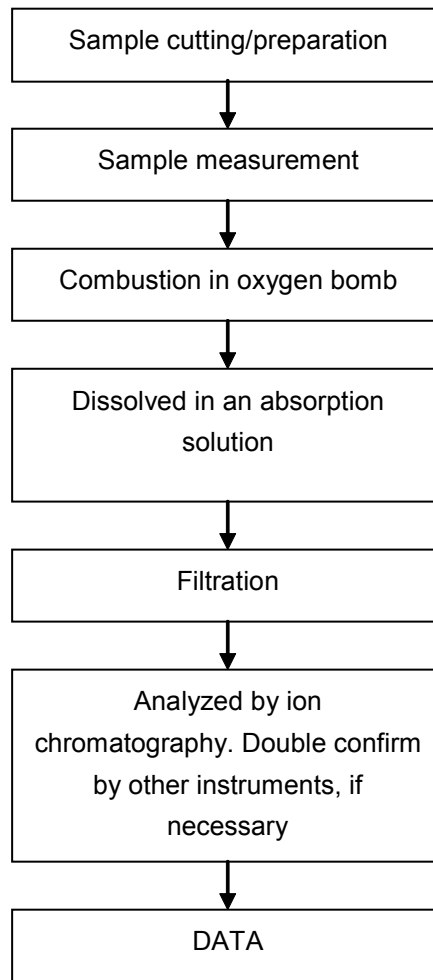 Sample cutting/preparation
Sample measurement
Combustion in oxygen bomb
Dissolved in an absorption
solution
Filtration
Analyzed by ion
chromatography. Double confirm
by other instruments, if
necessary
DATA